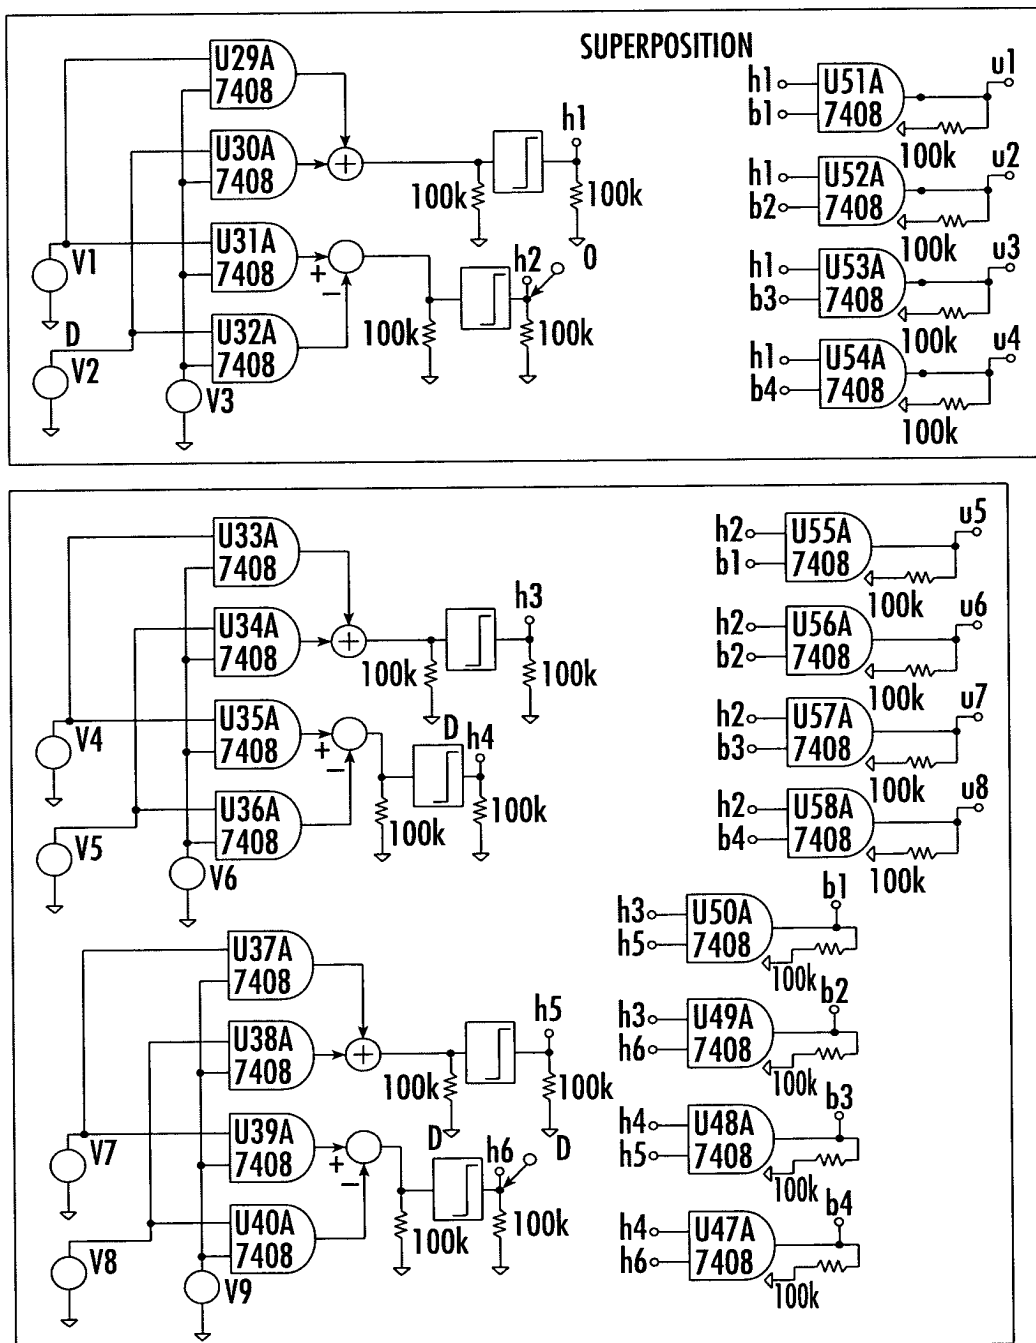 SUPERPOSITION
U29A
7408
U30A
7408
U31A
7408
U32A
7408
V1
D
V2
V3
+
+
−
100k
h1
100k
100k
h2
0
100k
h1
b1
U51A
7408
u1
100k
h1
b2
U52A
7408
u2
100k
h1
b3
U53A
7408
u3
100k
h1
b4
U54A
7408
u4
100k
U33A
7408
U34A
7408
U35A
7408
U36A
7408
V4
V5
V6
+
+
−
100k
h3
100k
100k
D
h4
100k
h2
b1
U55A
7408
u5
100k
h2
b2
U56A
7408
u6
100k
h2
b3
U57A
7408
u7
100k
h2
b4
U58A
7408
u8
100k
U37A
7408
U38A
7408
U39A
7408
U40A
7408
V7
V8
V9
+
+
−
100k
h5
100k
100k
D
h6
D
100k
h3
h5
U50A
7408
b1
100k
h3
h6
U49A
7408
b2
100k
h4
h5
U48A
7408
b3
100k
h4
h6
U47A
7408
b4
100k